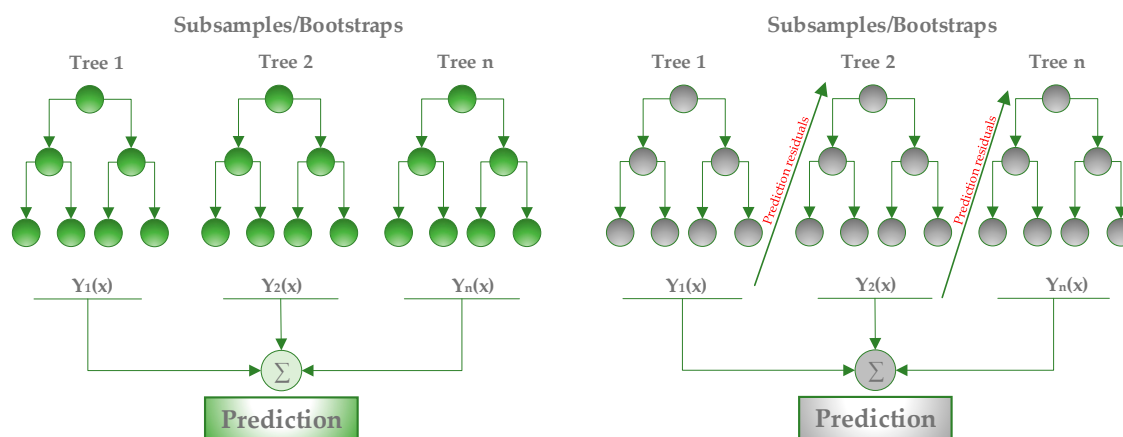 Subsamples/Bootstraps
Tree 1
Tree 2
Tree n
Y₁(x)
Y₂(x)
Yₙ(x)
Σ
Prediction
Subsamples/Bootstraps
Tree 1
Tree 2
Tree n
Prediction residuals
Prediction residuals
Y₁(x)
Y₂(x)
Yₙ(x)
Σ
Prediction